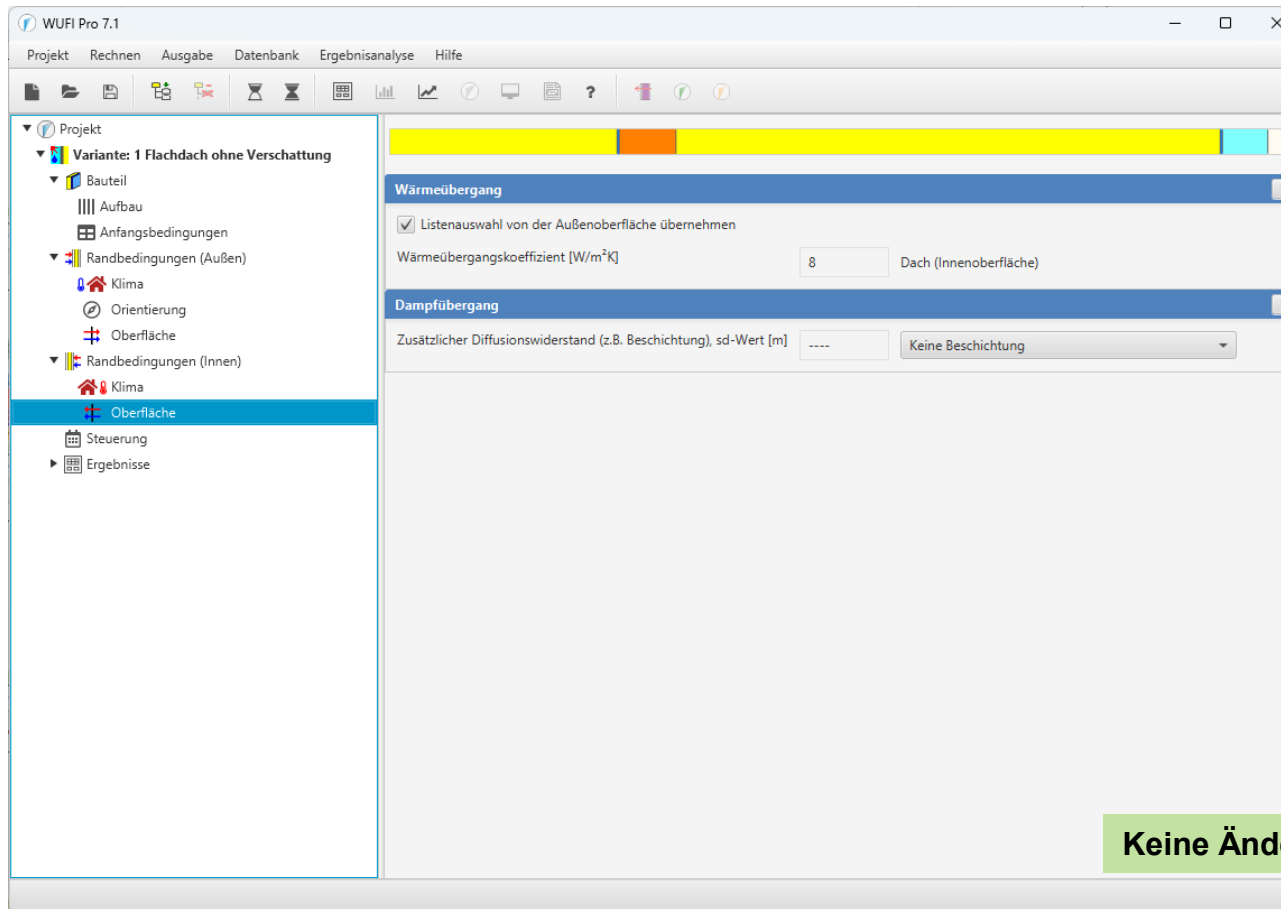 WUFI Pro 7.1
Projekt Rechnen Ausgabe Datenbank Ergebnisanalyse Hilfe
?
Projekt
Variante: 1 Flachdach ohne Verschattung
Bauteil
Aufbau
Anfangsbedingungen
Randbedingungen (Außen)
Klima
Orientierung
Oberfläche
Randbedingungen (Innen)
Klima
Oberfläche
Steuerung
Ergebnisse
Wärmeübergang
Listenauswahl von der Außenoberfläche übernehmen
Wärmeübergangskoeffizient [W/m²K] 8 Dach (Innenoberfläche)
Dampfübergang
Zusätzlicher Diffusionswiderstand (z.B. Beschichtung), sd-Wert [m] ---- Keine Beschichtung
Keine Ände